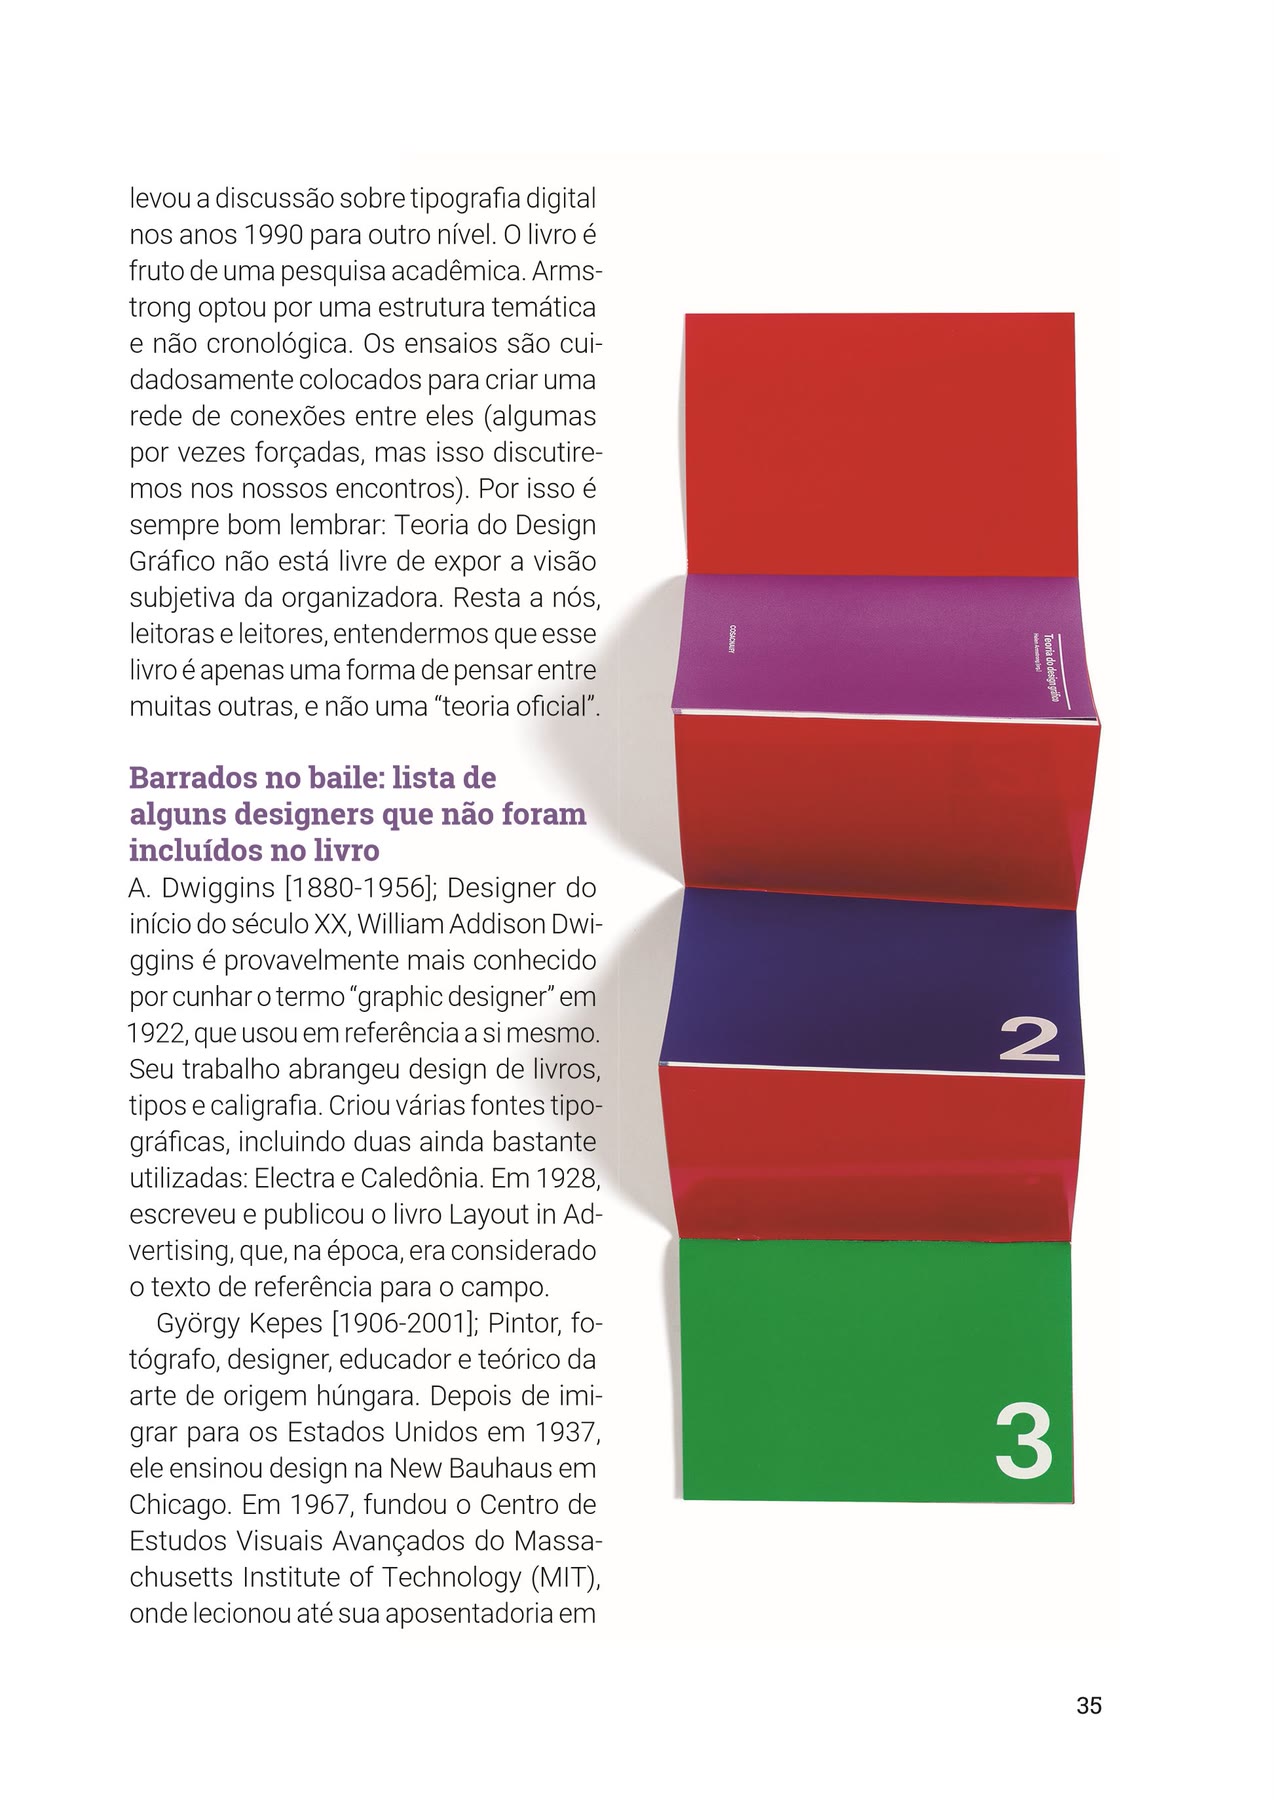 levou a discussão sobre tipografia digital
nos anos 1990 para outro nível. O livro é
fruto de uma pesquisa acadêmica. Arms-
trong optou por uma estrutura temática
e não cronológica. Os ensaios são cui-
dadosamente colocados para criar uma
rede de conexões entre eles (algumas
por vezes forçadas, mas isso discutire-
mos nos nossos encontros). Por isso é
sempre bom lembrar: Teoria do Design
Gráfico não está livre de expor a visão
subjetiva da organizadora. Resta a nós,
leitoras e leitores, entendermos que esse
livro é apenas uma forma de pensar entre
muitas outras, e não uma “teoria oficial”.
Barrados no baile: lista de
alguns designers que não foram
incluídos no livro
A. Dwiggins [1880-1956]; Designer do
início do século XX, William Addison Dwi-
ggins é provavelmente mais conhecido
por cunhar o termo “graphic designer” em
1922, que usou em referência a si mesmo.
Seu trabalho abrangeu design de livros,
tipos e caligrafia. Criou várias fontes tipo-
gráficas, incluindo duas ainda bastante
utilizadas: Electra e Caledônia. Em 1928,
escreveu e publicou o livro Layout in Ad-
vertising, que, na época, era considerado
o texto de referência para o campo.
György Kepes [1906-2001]; Pintor, fo-
tógrafo, designer, educador e teórico da
arte de origem húngara. Depois de imi-
grar para os Estados Unidos em 1937,
ele ensinou design na New Bauhaus em
Chicago. Em 1967, fundou o Centro de
Estudos Visuais Avançados do Massa-
chusetts Institute of Technology (MIT),
onde lecionou até sua aposentadoria em
Teoria do design gráfico
Helen Armstrong (org.)
COSACNAIFY
2
3
35